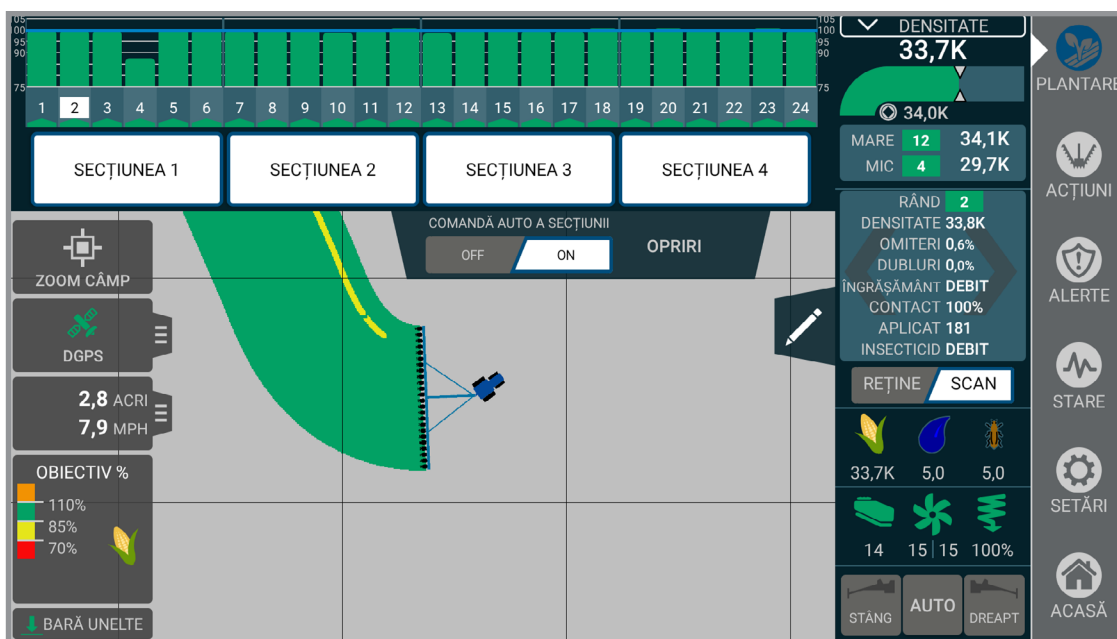 105
100
95
90
75
105
100
95
90
75
1 2 3 4 5 6 7 8 9 10 11 12 13 14 15 16 17 18 19 20 21 22 23 24
SECȚIUNEA 1
SECȚIUNEA 2
SECȚIUNEA 3
SECȚIUNEA 4
COMANDĂ AUTO A SECȚIUNII
OFF
ON
OPRIRI
ZOOM CÂMP
DGPS
2,8 ACRI
7,9 MPH
OBIECTIV %
110%
85%
70%
BARĂ UNELTE
DENSITATE
33,7K
34,0K
MARE 12 34,1K
MIC 4 29,7K
RÂND 2
DENSITATE 33,8K
OMITERI 0,6%
DUBLURI 0,0%
ÎNGRĂȘĂMÂNT DEBIT
CONTACT 100%
APLICAT 181
INSECTICID DEBIT
REȚINE
SCAN
33,7K 5,0 5,0
14 15 15 100%
STÂNG
AUTO
DREAPT
PLANTARE
ACȚIUNI
ALERTE
STARE
SETĂRI
ACASĂ